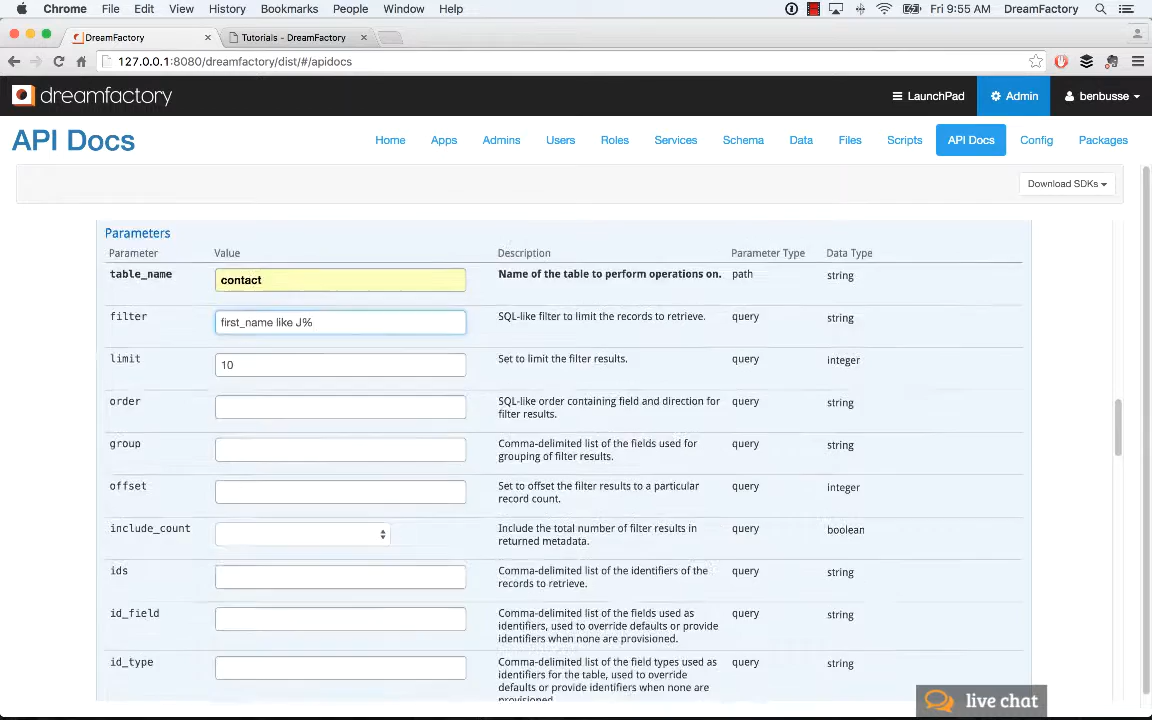 Chrome File Edit View History Bookmarks People Window Help Fri 9:55 AM DreamFactory
DreamFactory × Tutorials - DreamFactory ×
127.0.0.1:8080/dreamfactory/dist/#/apidocs
dreamfactory LaunchPad Admin benbusse
API Docs Home Apps Admins Users Roles Services Schema Data Files Scripts API Docs Config Packages
Download SDKs
Parameters
Parameter Value Description Parameter Type Data Type
table_name contact Name of the table to perform operations on. path string
filter first_name like J% SQL-like filter to limit the records to retrieve. query string
limit 10 Set to limit the filter results. query integer
order SQL-like order containing field and direction for query string
filter results.
group Comma-delimited list of the fields used for query string
grouping of filter results.
offset Set to offset the filter results to a particular query integer
record count.
include_count Include the total number of filter results in query boolean
returned metadata.
ids Comma-delimited list of the identifiers of the query string
records to retrieve.
id_field Comma-delimited list of the fields used as query string
identifiers, used to override defaults or provide
identifiers when none are provisioned.
id_type Comma-delimited list of the field types used as query string
identifiers for the table, used to override
defaults or provide identifiers when none are
provisioned.
live chat